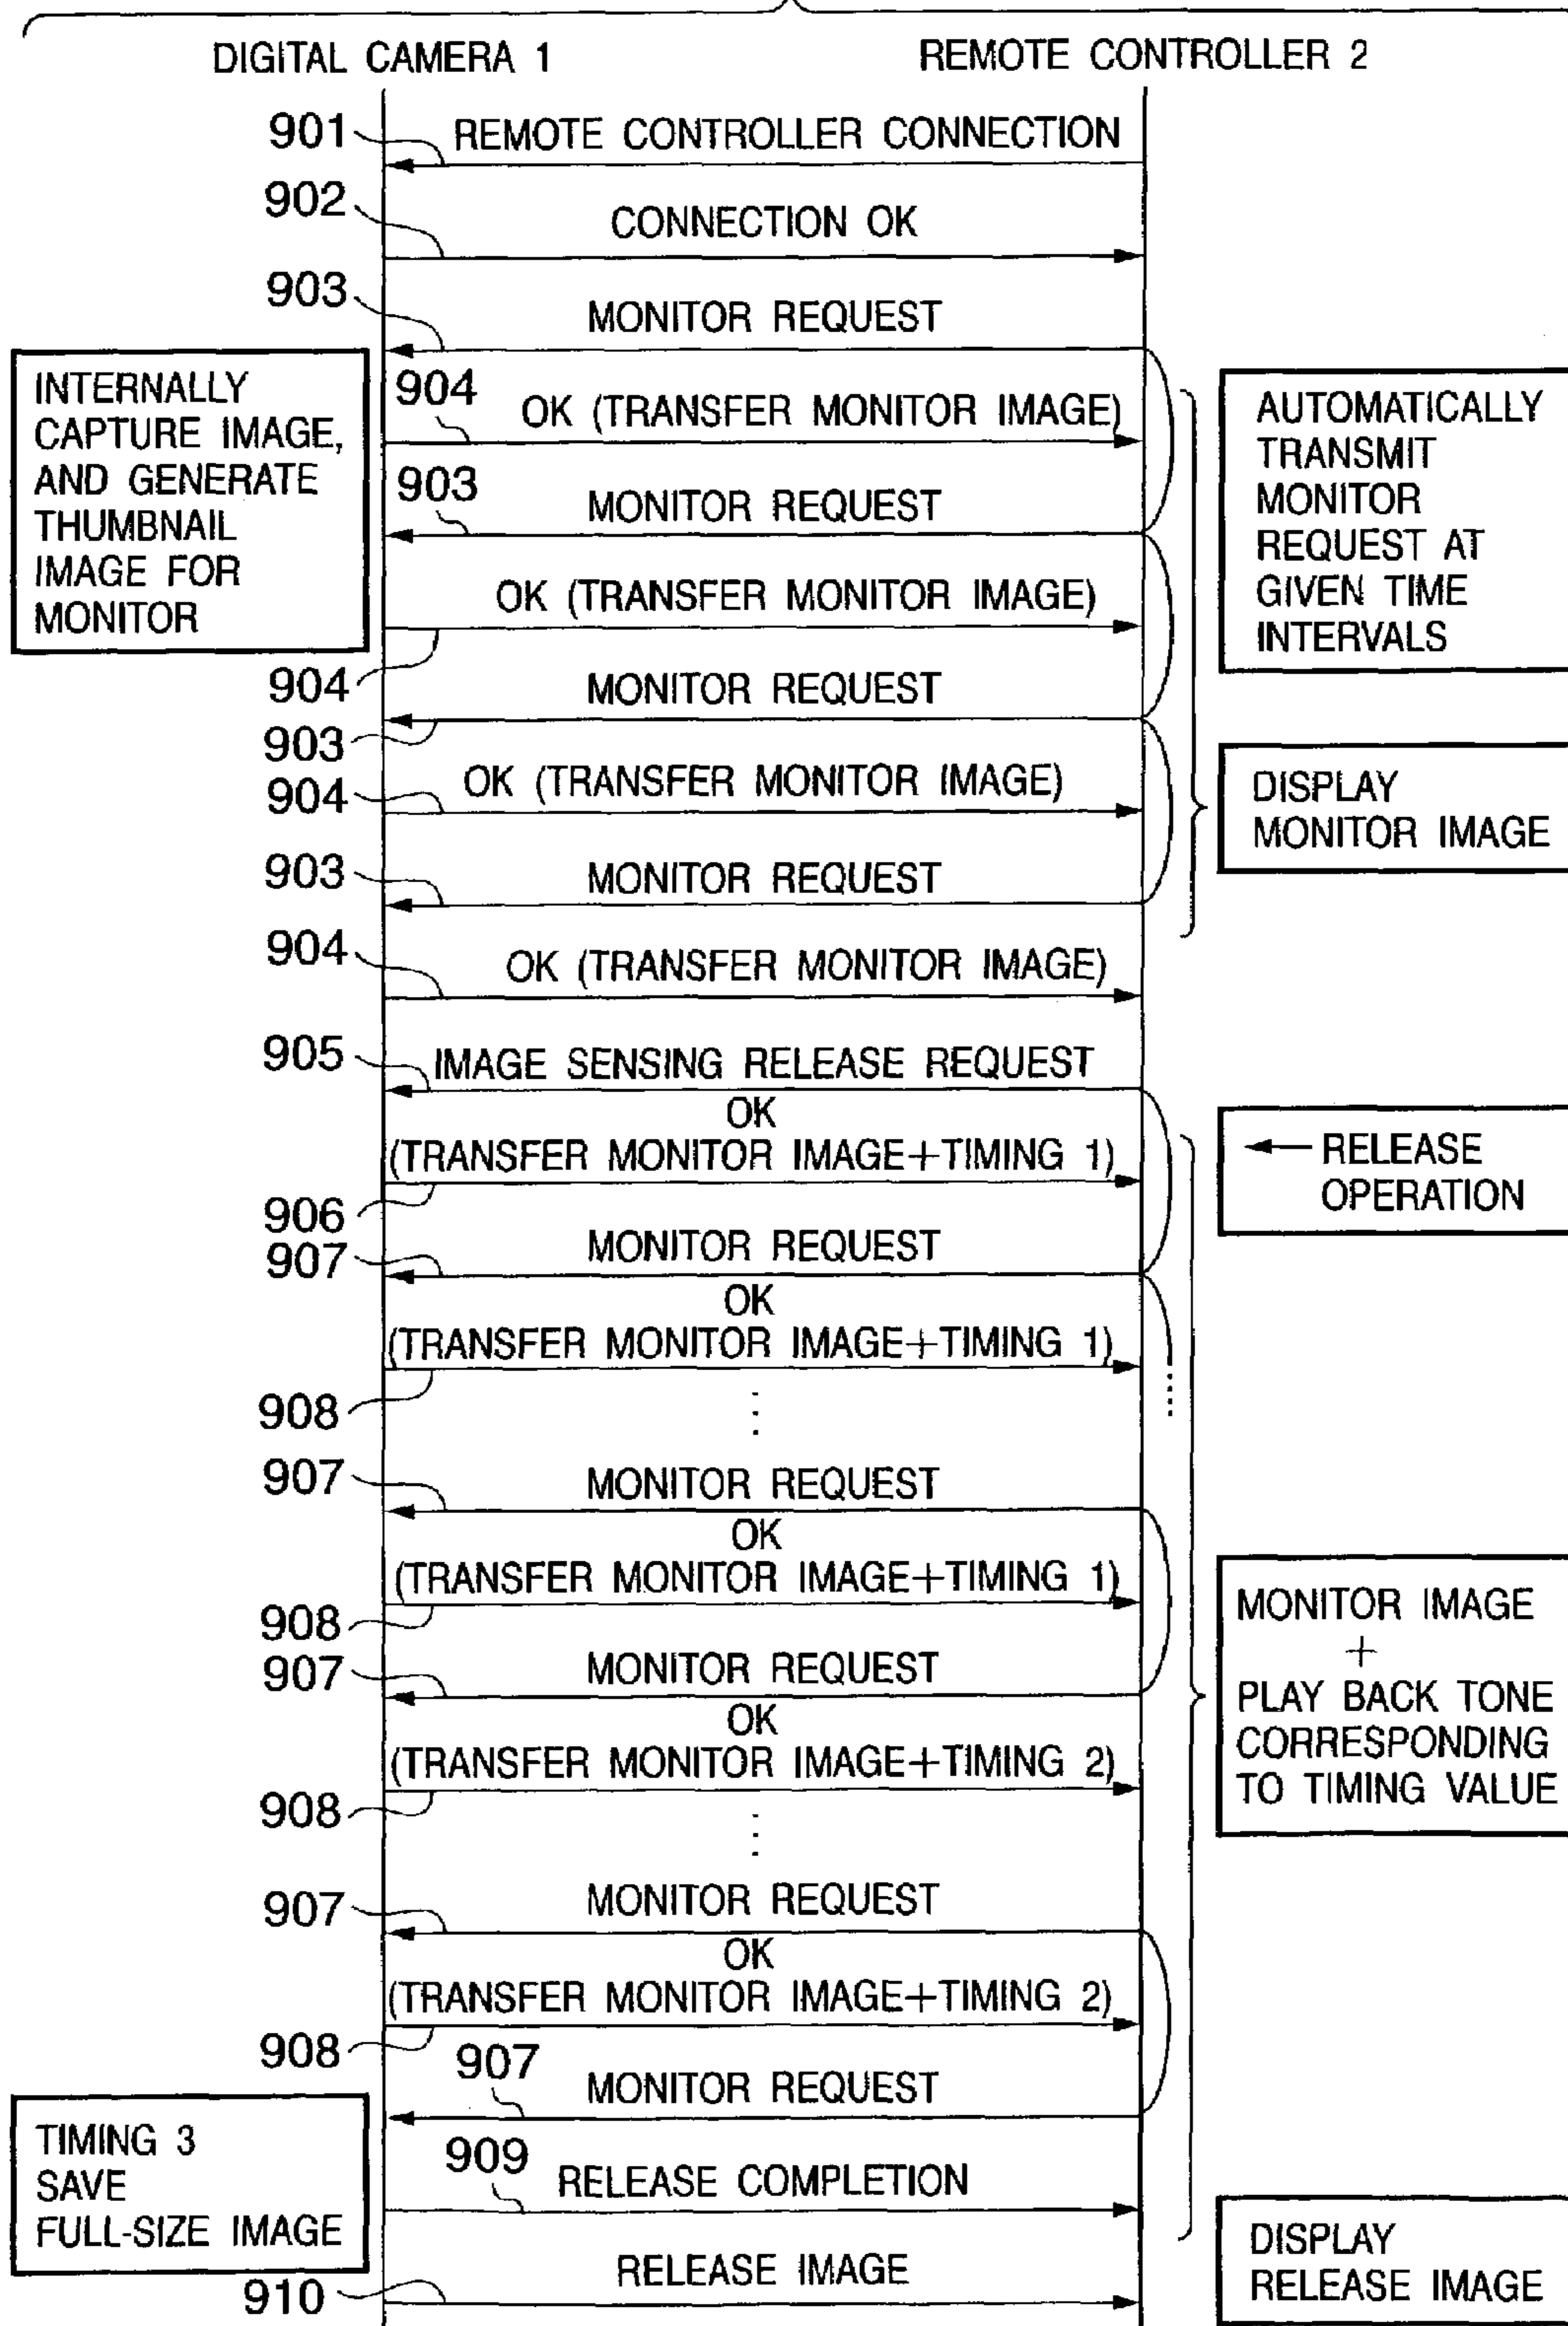 DIGITAL CAMERA 1
REMOTE CONTROLLER 2
901
REMOTE CONTROLLER CONNECTION
902
CONNECTION OK
903
MONITOR REQUEST
INTERNALLY
CAPTURE IMAGE,
AND GENERATE
THUMBNAIL
IMAGE FOR
MONITOR
904
OK (TRANSFER MONITOR IMAGE)
AUTOMATICALLY
TRANSMIT
MONITOR
REQUEST AT
GIVEN TIME
INTERVALS
903
MONITOR REQUEST
OK (TRANSFER MONITOR IMAGE)
904
MONITOR REQUEST
903
OK (TRANSFER MONITOR IMAGE)
904
DISPLAY
MONITOR IMAGE
903
MONITOR REQUEST
904
OK (TRANSFER MONITOR IMAGE)
905
IMAGE SENSING RELEASE REQUEST
OK
(TRANSFER MONITOR IMAGE+TIMING 1)
906
RELEASE
OPERATION
MONITOR REQUEST
907
OK
(TRANSFER MONITOR IMAGE+TIMING 1)
908
907
MONITOR REQUEST
OK
(TRANSFER MONITOR IMAGE+TIMING 1)
908
MONITOR REQUEST
907
OK
(TRANSFER MONITOR IMAGE+TIMING 2)
908
MONITOR IMAGE
+
PLAY BACK TONE
CORRESPONDING
TO TIMING VALUE
907
MONITOR REQUEST
OK
(TRANSFER MONITOR IMAGE+TIMING 2)
908
907
MONITOR REQUEST
TIMING 3
SAVE
FULL-SIZE IMAGE
909
RELEASE COMPLETION
RELEASE IMAGE
910
DISPLAY
RELEASE IMAGE